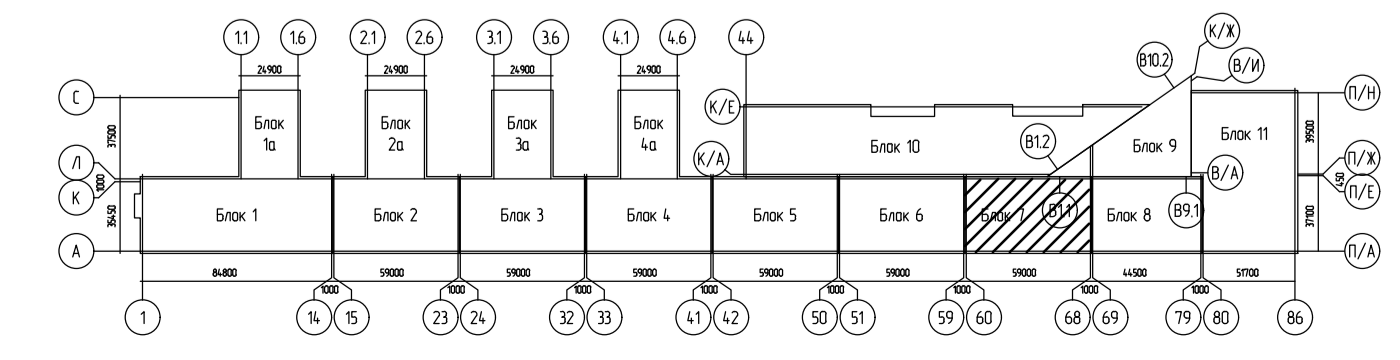 1.1 1.6 2.1 2.6 3.1 3.6 4.1 4.6 44 К/Ж
24900 24900 24900 24900
В10.2 В/И
С К/Е П/Н
37500 39500
Блок 1а
Блок 2а
Блок 3а
Блок 4а
Блок 10 Блок 9 Блок 11
В1.2
Л К/А П/Ж
1000 450
К В/А П/Е
35450 37100
Блок 1 Блок 2 Блок 3 Блок 4 Блок 5 Блок 6 Блок 7 В1.1 Блок 8 В9.1
А П/А
84800 59000 59000 59000 59000 59000 59000 44500 51700
1000 1000 1000 1000 1000 1000 1000 1000
1 14 15 23 24 32 33 41 42 50 51 59 60 68 69 79 80 86